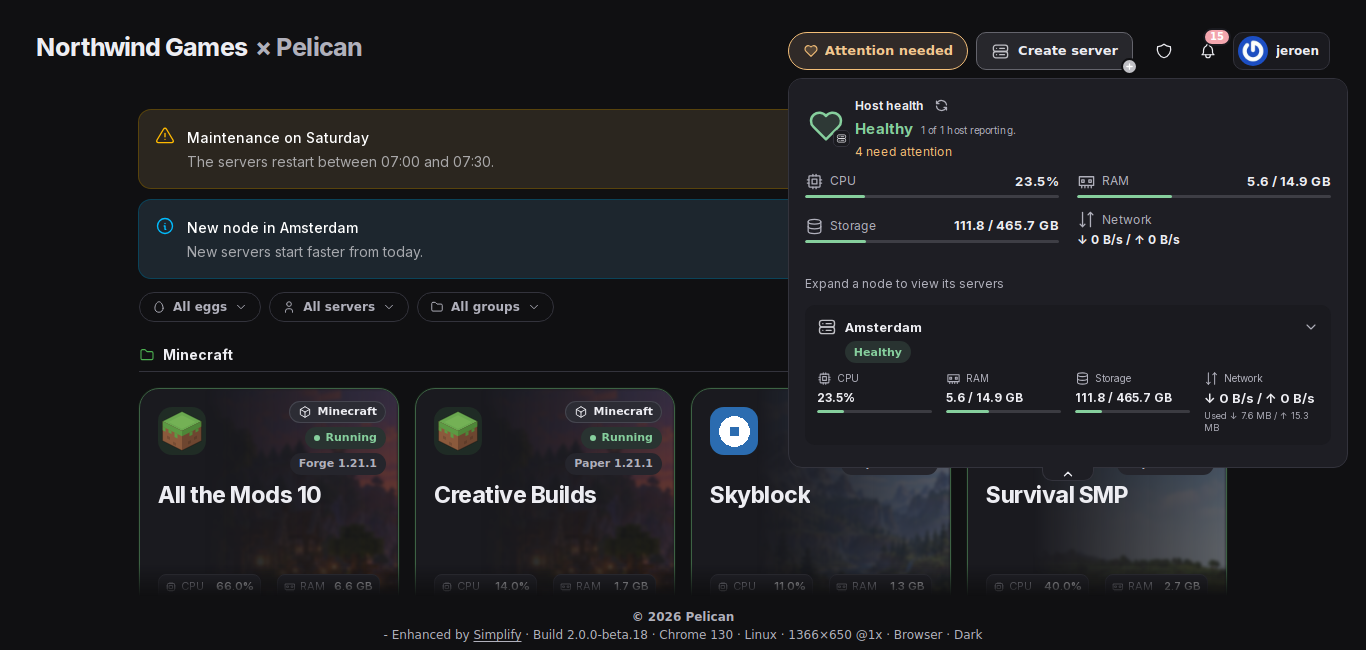 Northwind Games × Pelican
Attention needed
Create server
15
jeroen
Maintenance on Saturday
The servers restart between 07:00 and 07:30.
New node in Amsterdam
New servers start faster from today.
All eggs
All servers
All groups
Minecraft
Host health
Healthy 1 of 1 host reporting.
4 need attention
CPU 23.5%
RAM 5.6 / 14.9 GB
Storage 111.8 / 465.7 GB
Network
↓ 0 B/s / ↑ 0 B/s
Expand a node to view its servers
Amsterdam
Healthy
CPU
23.5%
RAM
5.6 / 14.9 GB
Storage
111.8 / 465.7 GB
Network
↓ 0 B/s / ↑ 0 B/s
Used ↓ 7.6 MB / ↑ 15.3
MB
Minecraft
Running
Forge 1.21.1
All the Mods 10
CPU 66.0%
RAM 6.6 GB
Minecraft
Running
Paper 1.21.1
Creative Builds
CPU 14.0%
RAM 1.7 GB
Skyblock
CPU 11.0%
RAM 1.3 GB
Survival SMP
CPU 40.0%
RAM 2.7 GB
© 2026 Pelican
- Enhanced by Simplify · Build 2.0.0-beta.18 · Chrome 130 · Linux · 1366×650 @1x · Browser · Dark